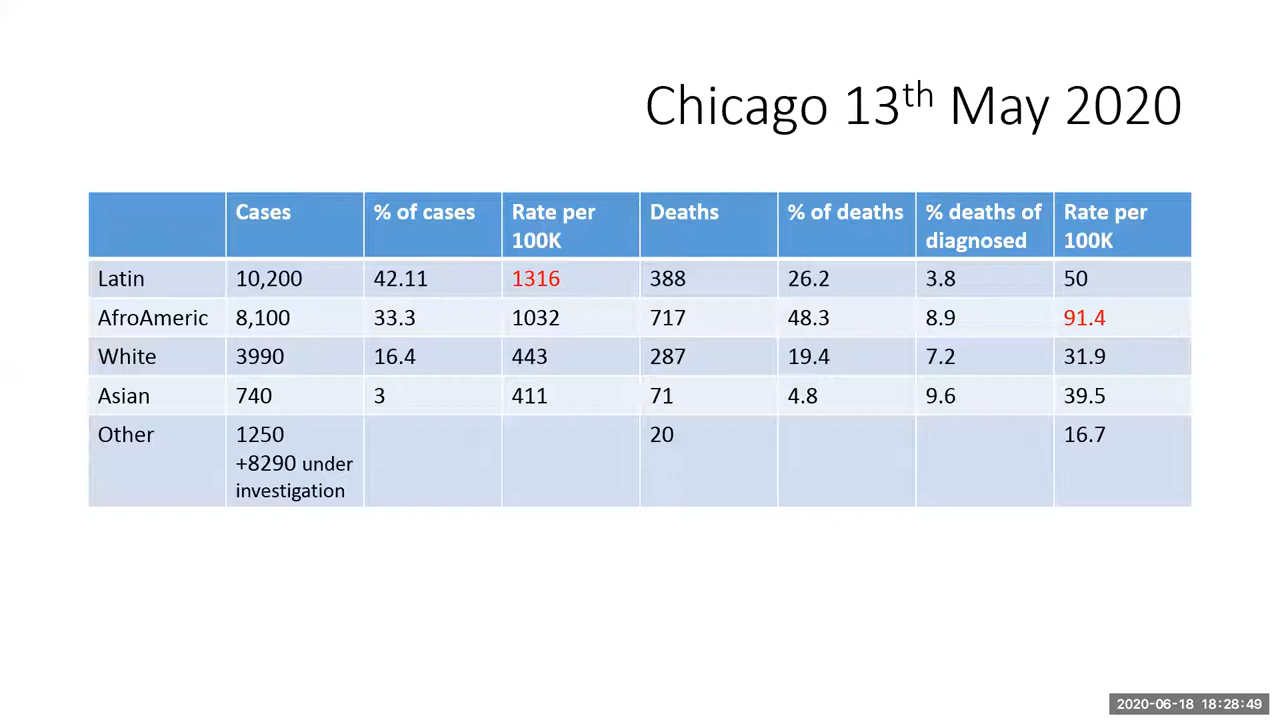 Chicago 13th May 2020
Cases % of cases Rate per 100K Deaths % of deaths % deaths of diagnosed Rate per 100K
Latin 10,200 42.11 1316 388 26.2 3.8 50
AfroAmeric 8,100 33.3 1032 717 48.3 8.9 91.4
White 3990 16.4 443 287 19.4 7.2 31.9
Asian 740 3 411 71 4.8 9.6 39.5
Other 1250 20 16.7
+8290 under
investigation
2020-06-18 18:28:49